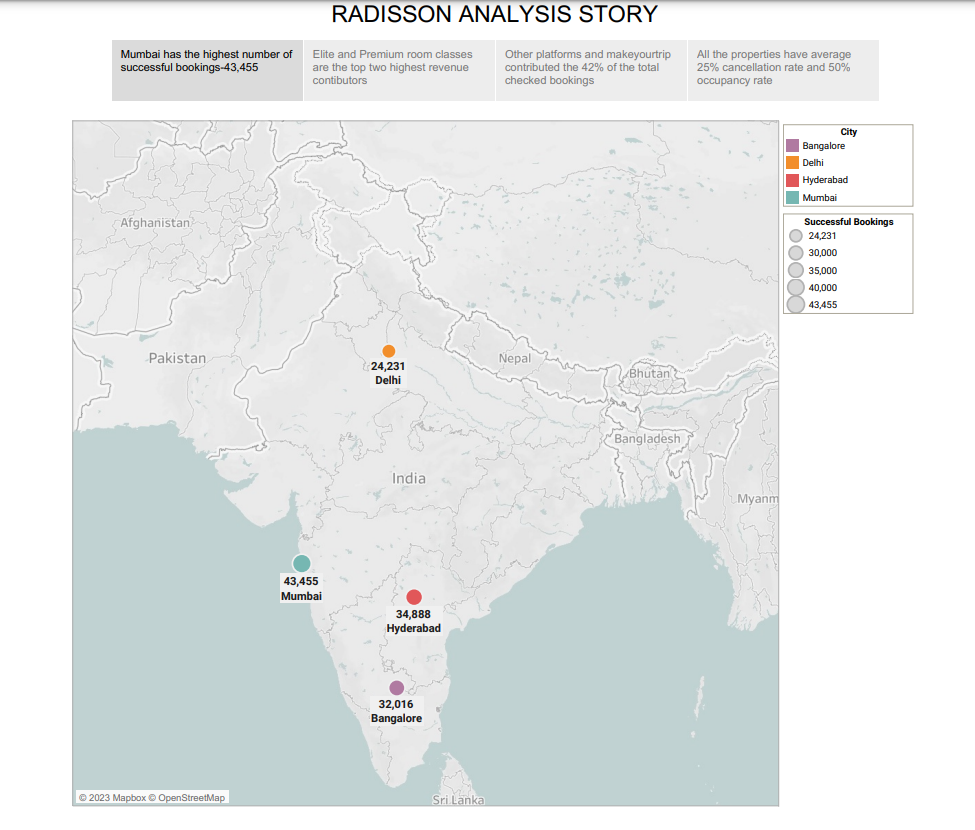 RADISSON ANALYSIS STORY
Mumbai has the highest number of
successful bookings-43,455
Elite and Premium room classes
are the top two highest revenue
contibutors
Other platforms and makeyourtrip
contributed the 42% of the total
checked bookings
All the properties have average
25% cancellation rate and 50%
occupancy rate
City
Bangalore
Delhi
Hyderabad
Mumbai
Successful Bookings
24,231
30,000
35,000
40,000
43,455
Afghanistan
Pakistan
Nepal
Bhutan
24,231
Delhi
Bangladesh
India
Myanm
43,455
Mumbai
34,888
Hyderabad
32,016
Bangalore
Sri Lanka
© 2023 Mapbox © OpenStreetMap